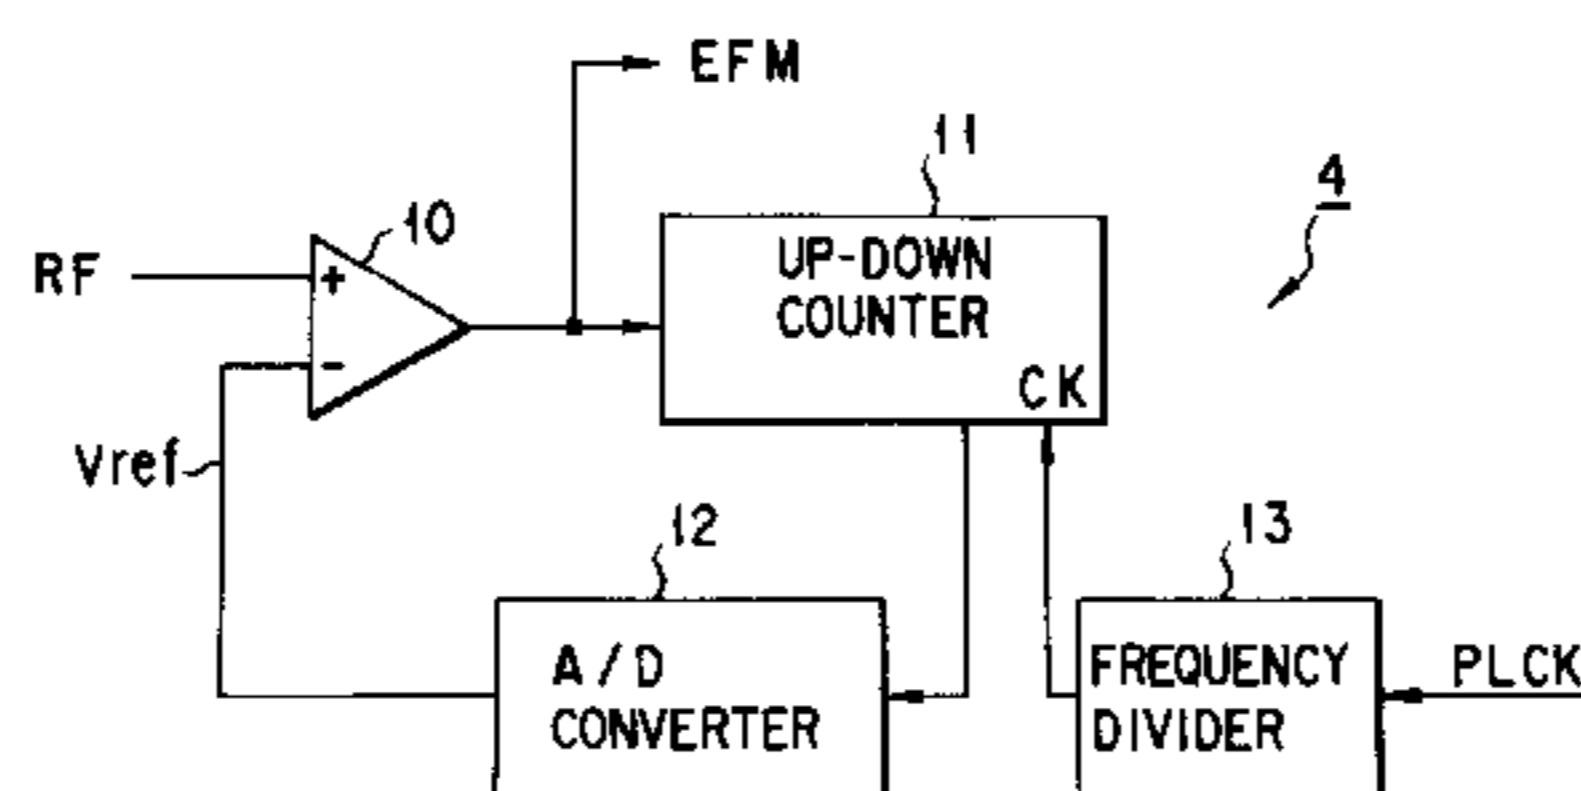 EFM
11
4
10
RF
+
UP-DOWN
COUNTER
-
CK
Vref
12
13
A/D
CONVERTER
FREQUENCY
DIVIDER
PLCK